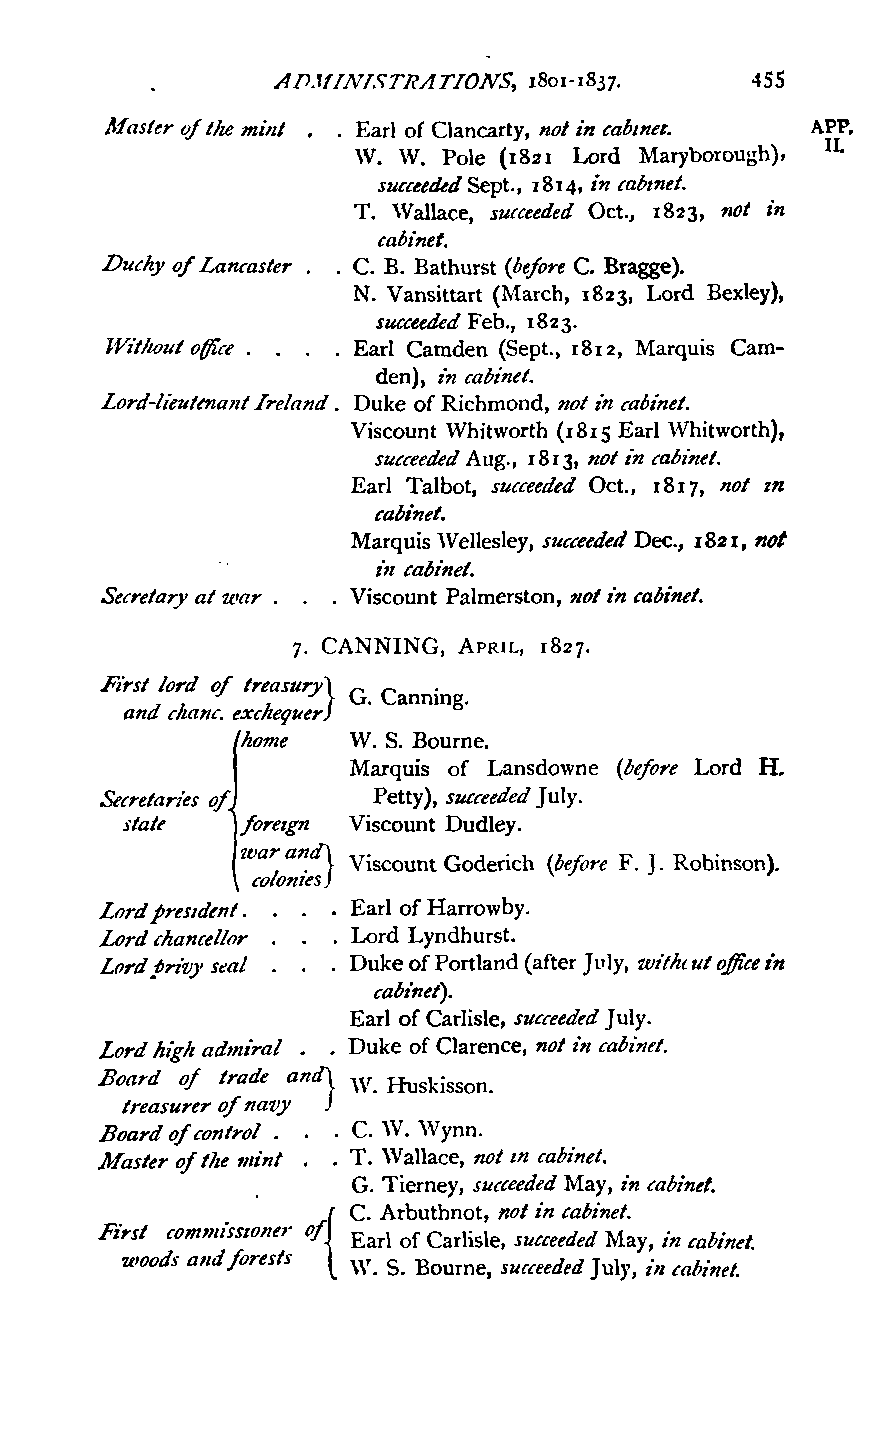 ADMINISTRATIONS, 1801-1837. 455
APP. II.
Master of the mint . . Earl of Clancarty, not in cabinet.
W. W. Pole (1821 Lord Maryborough),
succeeded Sept., 1814, in cabinet.
T. Wallace, succeeded Oct., 1823, not in
cabinet.
Duchy of Lancaster . . C. B. Bathurst (before C. Bragge).
N. Vansittart (March, 1823, Lord Bexley),
succeeded Feb., 1823.
Without office . . . . Earl Camden (Sept., 1812, Marquis Cam-
den), in cabinet.
Lord-lieutenant Ireland . Duke of Richmond, not in cabinet.
Viscount Whitworth (1815 Earl Whitworth),
succeeded Aug., 1813, not in cabinet.
Earl Talbot, succeeded Oct., 1817, not in
cabinet.
Marquis Wellesley, succeeded Dec., 1821, not
in cabinet.
Secretary at war . . . Viscount Palmerston, not in cabinet.
7. CANNING, APRIL, 1827.
First lord of treasury
and chanc. exchequer} G. Canning.
home W. S. Bourne.
Marquis of Lansdowne (before Lord H.
Secretaries of Petty), succeeded July.
state foreign Viscount Dudley.
war and
colonies} Viscount Goderich (before F. J. Robinson).
Lord president . . . . Earl of Harrowby.
Lord chancellor . . . Lord Lyndhurst.
Lord privy seal . . . Duke of Portland (after July, without office in
cabinet).
Earl of Carlisle, succeeded July.
Lord high admiral . . Duke of Clarence, not in cabinet.
Board of trade and
treasurer of navy } W. Huskisson.
Board of control . . . C. W. Wynn.
Master of the mint . . T. Wallace, not in cabinet.
G. Tierney, succeeded May, in cabinet.
C. Arbuthnot, not in cabinet.
First commissioner of { Earl of Carlisle, succeeded May, in cabinet.
woods and forests W. S. Bourne, succeeded July, in cabinet.